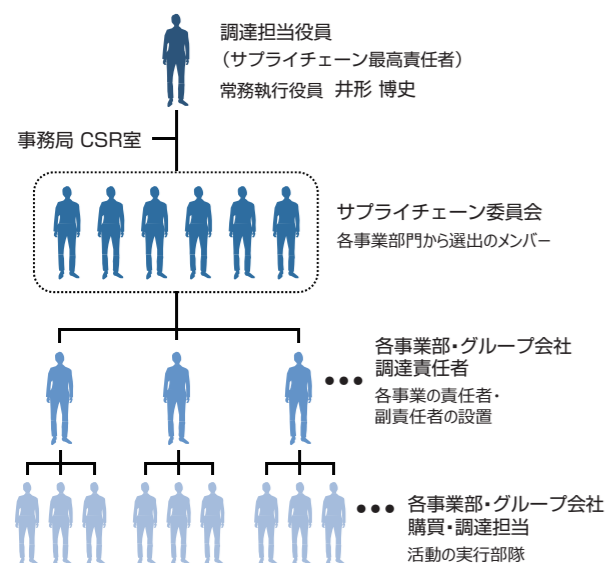 調達担当役員
（サプライチェーン最高責任者）
常務執行役員 井形 博史
事務局 CSR室
サプライチェーン委員会
各事業部門から選出のメンバー
各事業部・グループ会社
調達責任者
各事業の責任者・
副責任者の設置
各事業部・グループ会社
購買・調達担当
活動の実行部隊